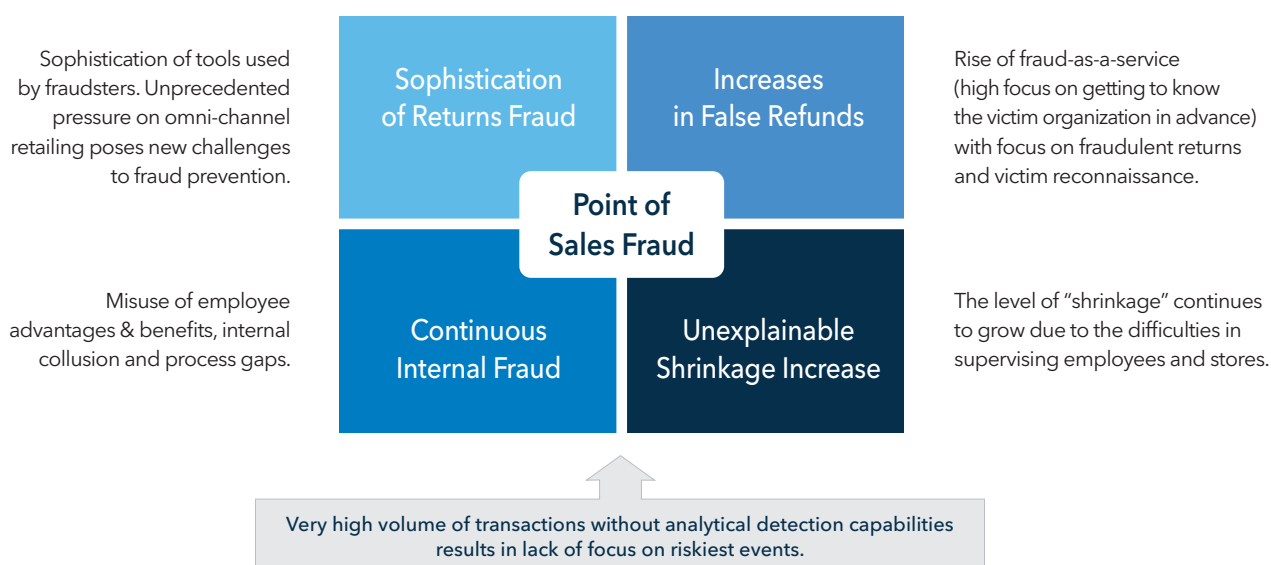 Sophistication of tools used
by fraudsters. Unprecedented
pressure on omni-channel
retailing poses new challenges
to fraud prevention.
Sophistication
of Returns Fraud
Increases
in False Refunds
Rise of fraud-as-a-service
(high focus on getting to know
the victim organization in advance)
with focus on fraudulent returns
and victim reconnaissance.
Point of
Sales Fraud
Misuse of employee
advantages & benefits, internal
collusion and process gaps.
Continuous
Internal Fraud
Unexplainable
Shrinkage Increase
The level of “shrinkage” continues
to grow due to the difficulties in
supervising employees and stores.
Very high volume of transactions without analytical detection capabilities
results in lack of focus on riskiest events.